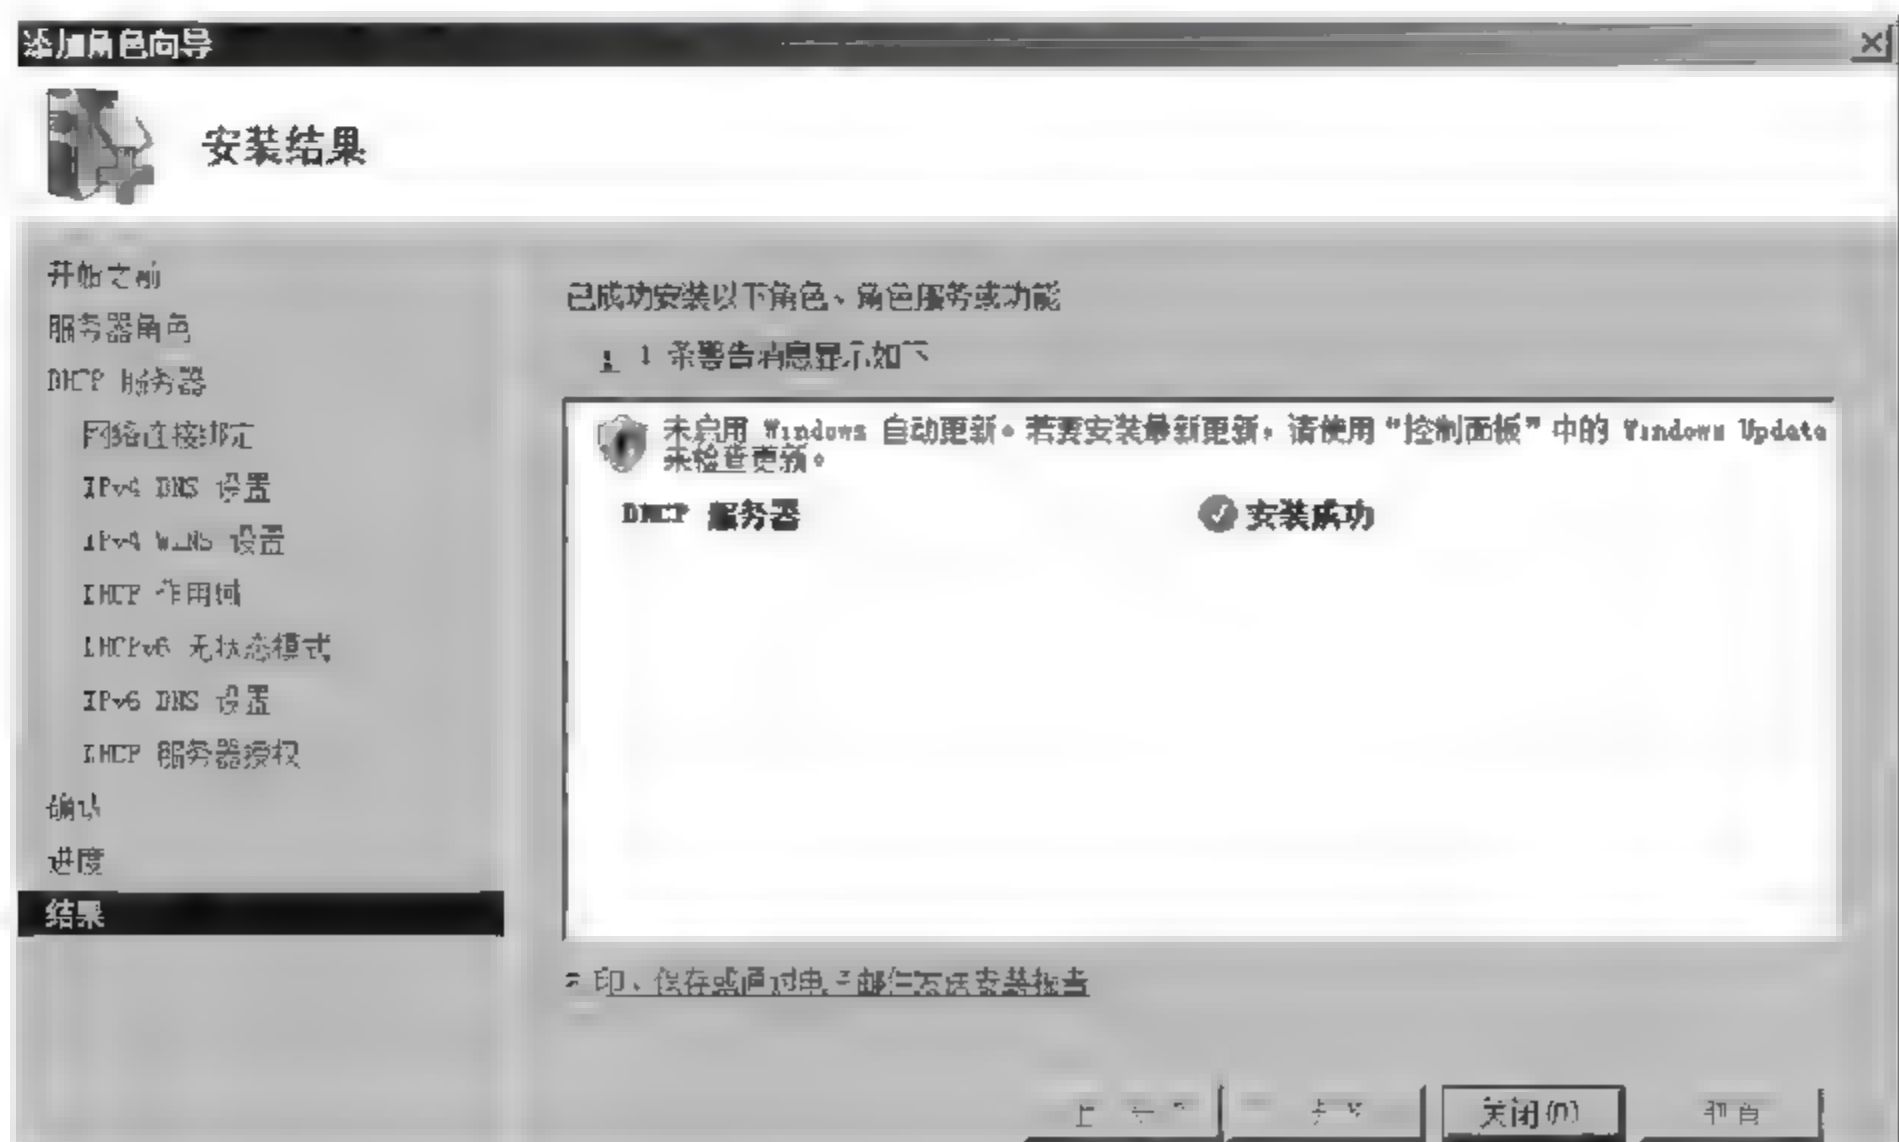 添加角色向导
安装结果
开始之前
服务器角色
DHCP 服务器
网络连接绑定
IPv4 DNS 设置
IPv4 WINS 设置
DHCP 作用域
DHCPv6 无状态模式
IPv6 DNS 设置
DHCP 服务器授权
确认
进度
结果
已成功安装以下角色、角色服务或功能
1 条警告消息显示如下
未启用 Windows 自动更新。若要安装最新更新，请使用“控制面板”中的 Windows Update
来检查更新。
DHCP 服务器
安装成功
印、保存或通过电子邮件发送安装报告
关闭(O)